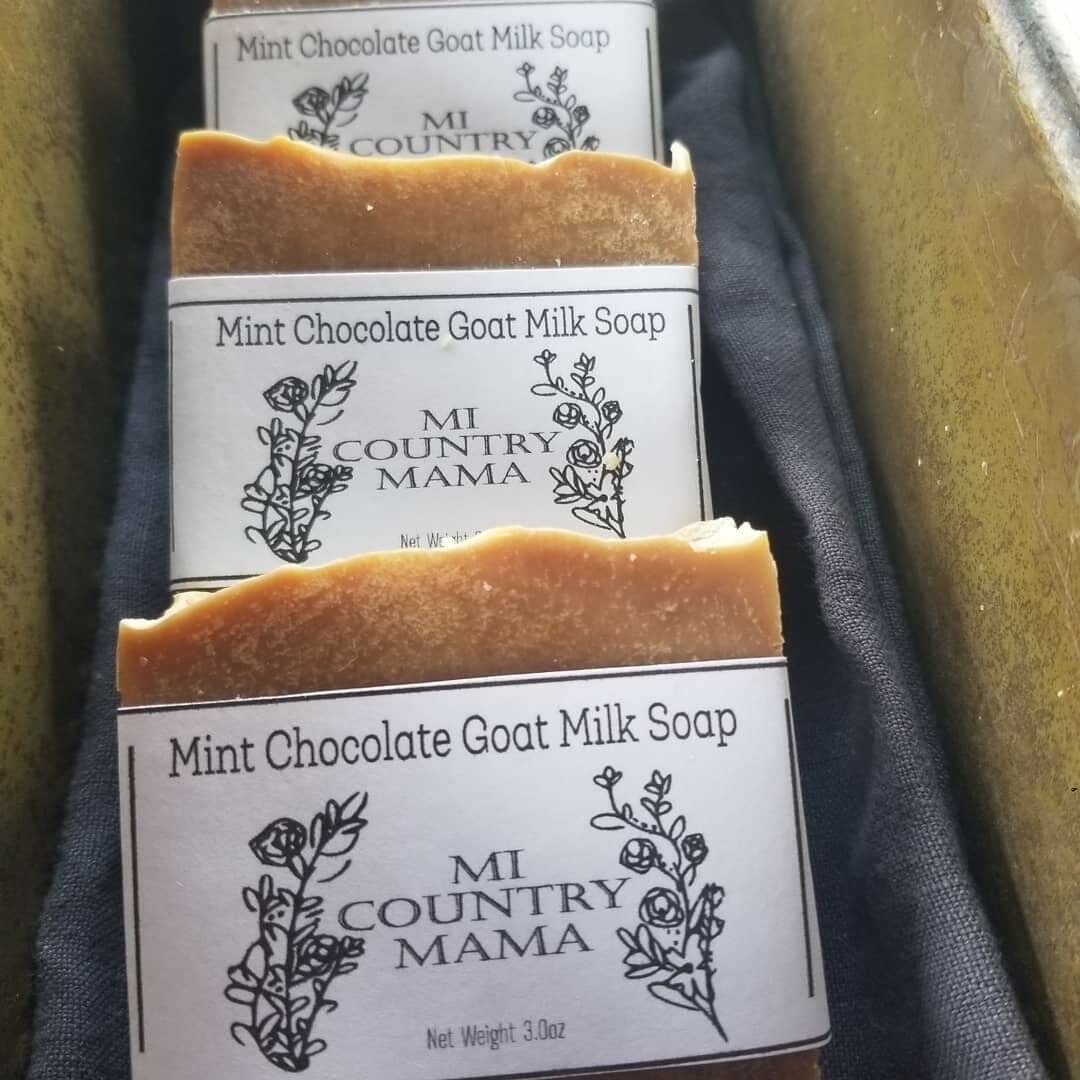 Mint Chocolate Goat Milk Soap
MI
COUNTRY
Mint Chocolate Goat Milk Soap
MI
COUNTRY
MAMA
Net Weight
Mint Chocolate Goat Milk Soap
MI
COUNTRY
MAMA
Net Weight 3.0oz